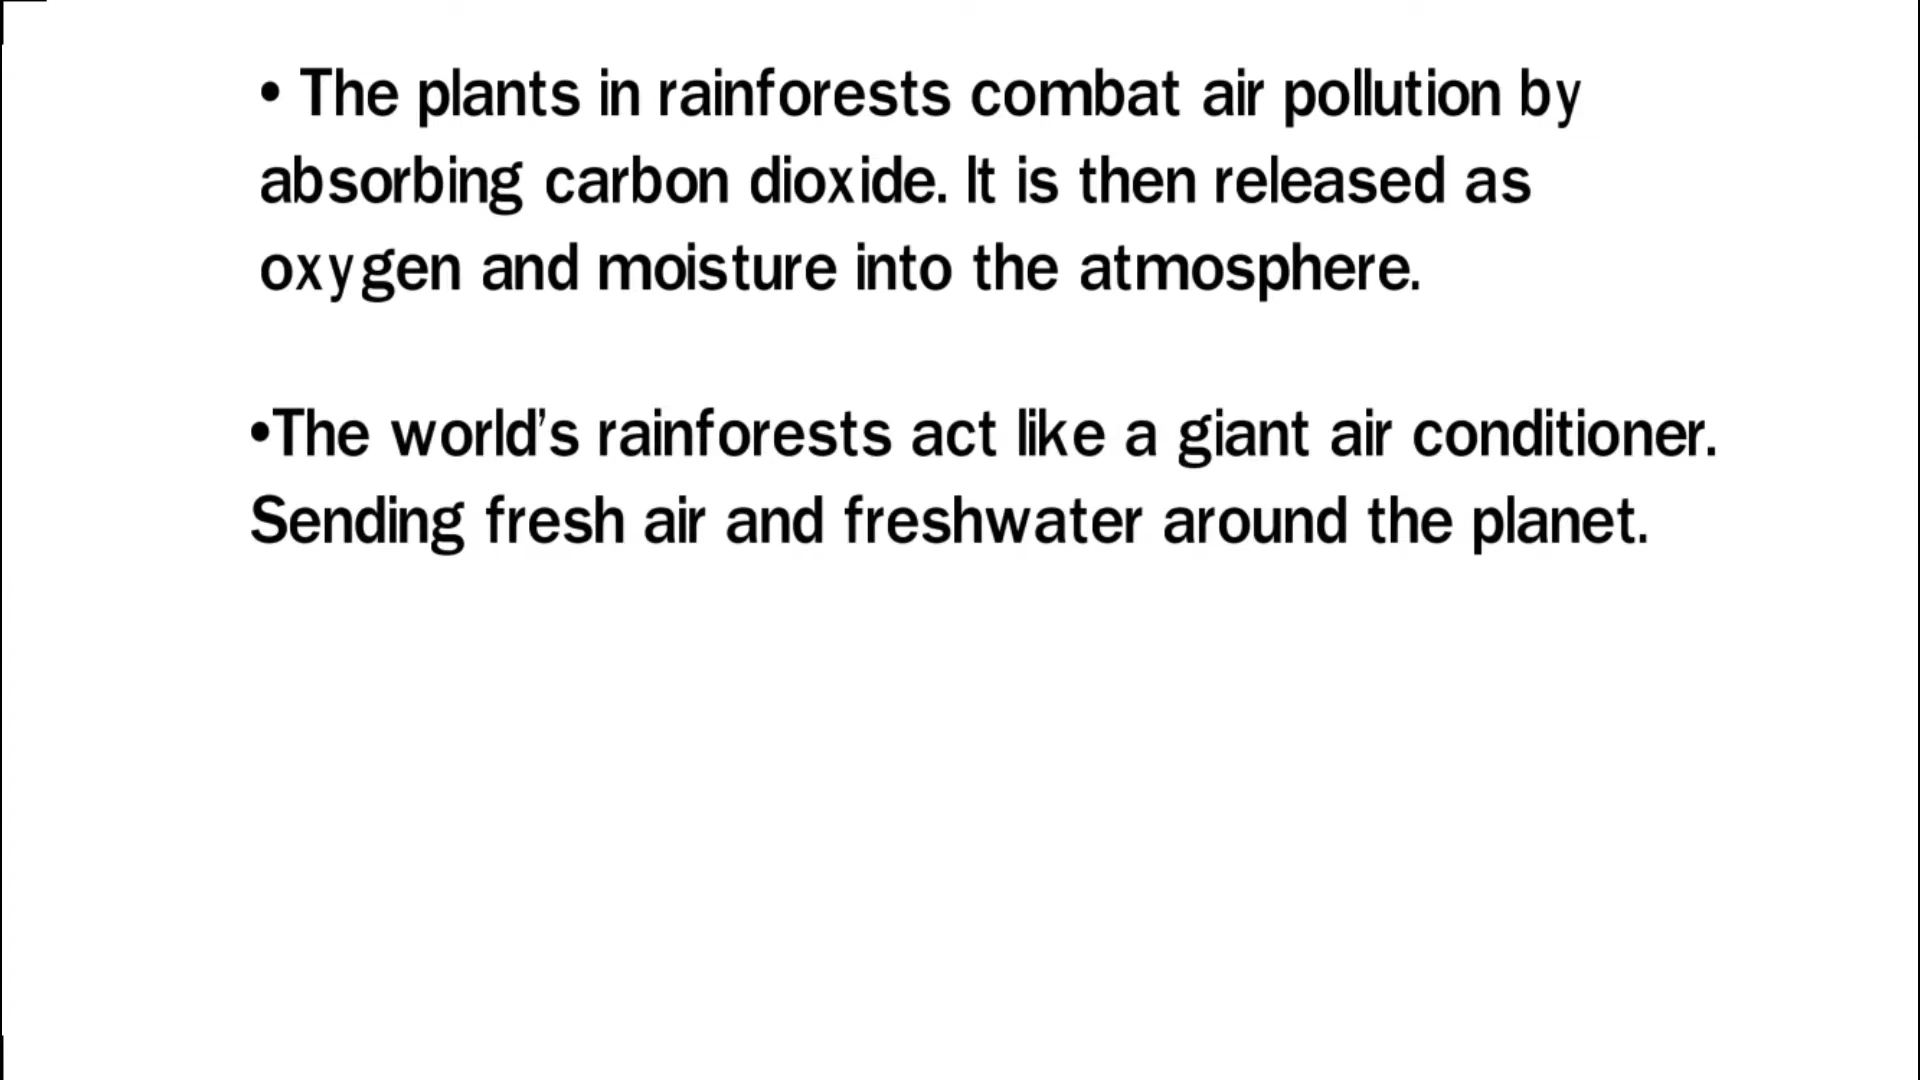 • The plants in rainforests combat air pollution by
absorbing carbon dioxide. It is then released as
oxygen and moisture into the atmosphere.
•The world’s rainforests act like a giant air conditioner.
Sending fresh air and freshwater around the planet.